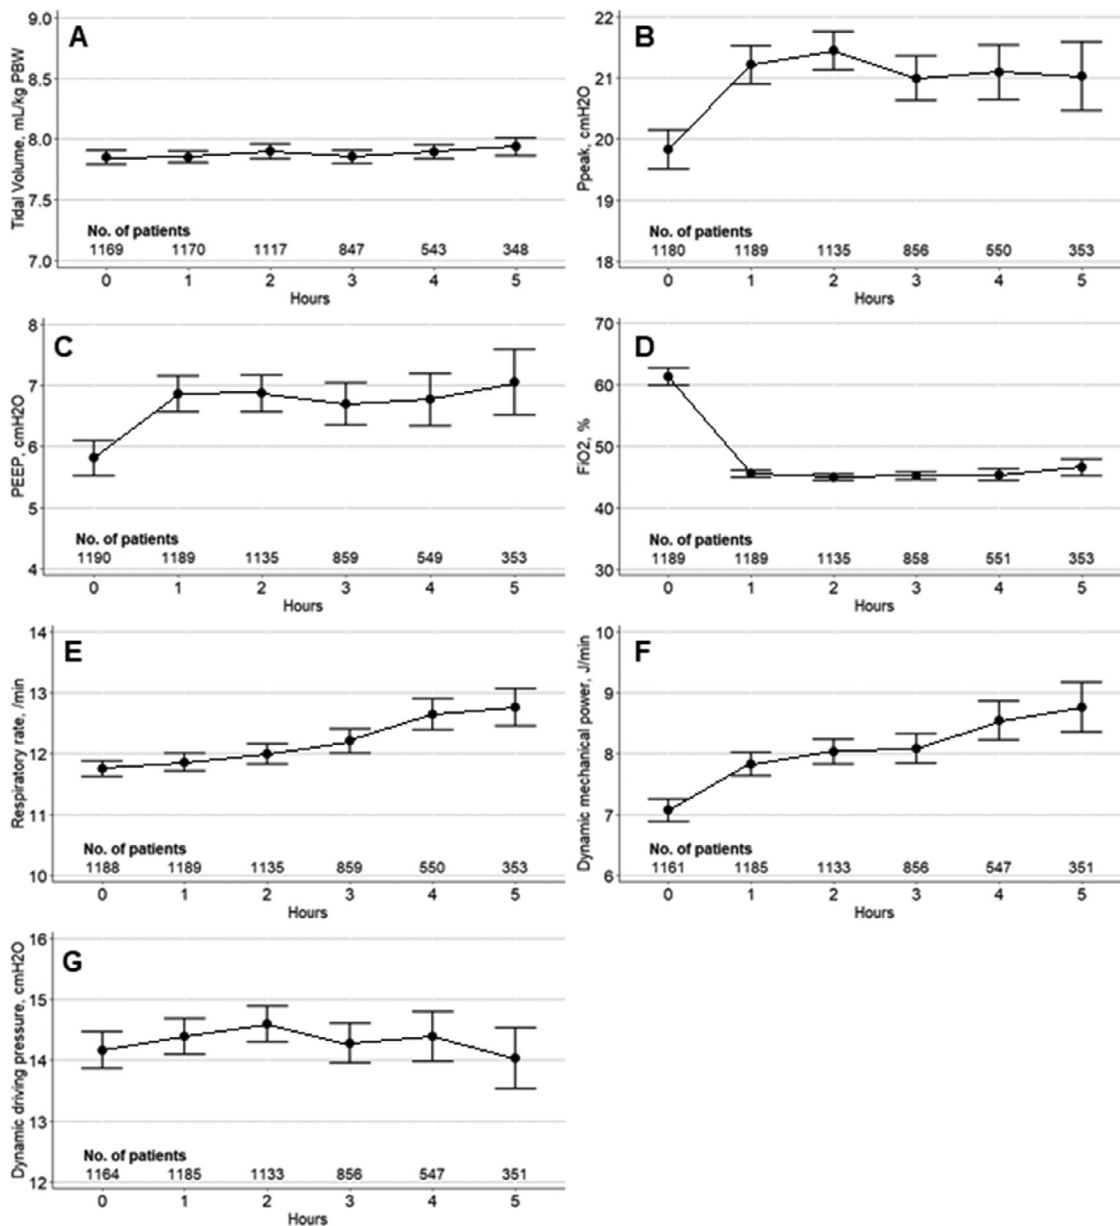 A
Tidal Volume, mL/kg PBW
9.0
8.5
8.0
7.5
7.0
No. of patients
1169 1170 1117 847 543 348
0 1 2 3 4 5
Hours
B
Ppeak, cmH2O
22
21
20
19
18
No. of patients
1180 1189 1135 856 550 353
0 1 2 3 4 5
Hours
C
PEEP, cmH2O
8
7
6
5
4
No. of patients
1190 1189 1135 859 549 353
0 1 2 3 4 5
Hours
D
FiO2, %
70
60
50
40
30
No. of patients
1189 1189 1135 858 551 353
0 1 2 3 4 5
Hours
E
Respiratory rate, /min
14
13
12
11
10
No. of patients
1188 1189 1135 859 550 353
0 1 2 3 4 5
Hours
F
Dynamic mechanical power, J/min
10
9
8
7
6
No. of patients
1161 1185 1133 856 547 351
0 1 2 3 4 5
Hours
G
Dynamic driving pressure, cmH2O
16
15
14
13
12
No. of patients
1164 1185 1133 856 547 351
0 1 2 3 4 5
Hours